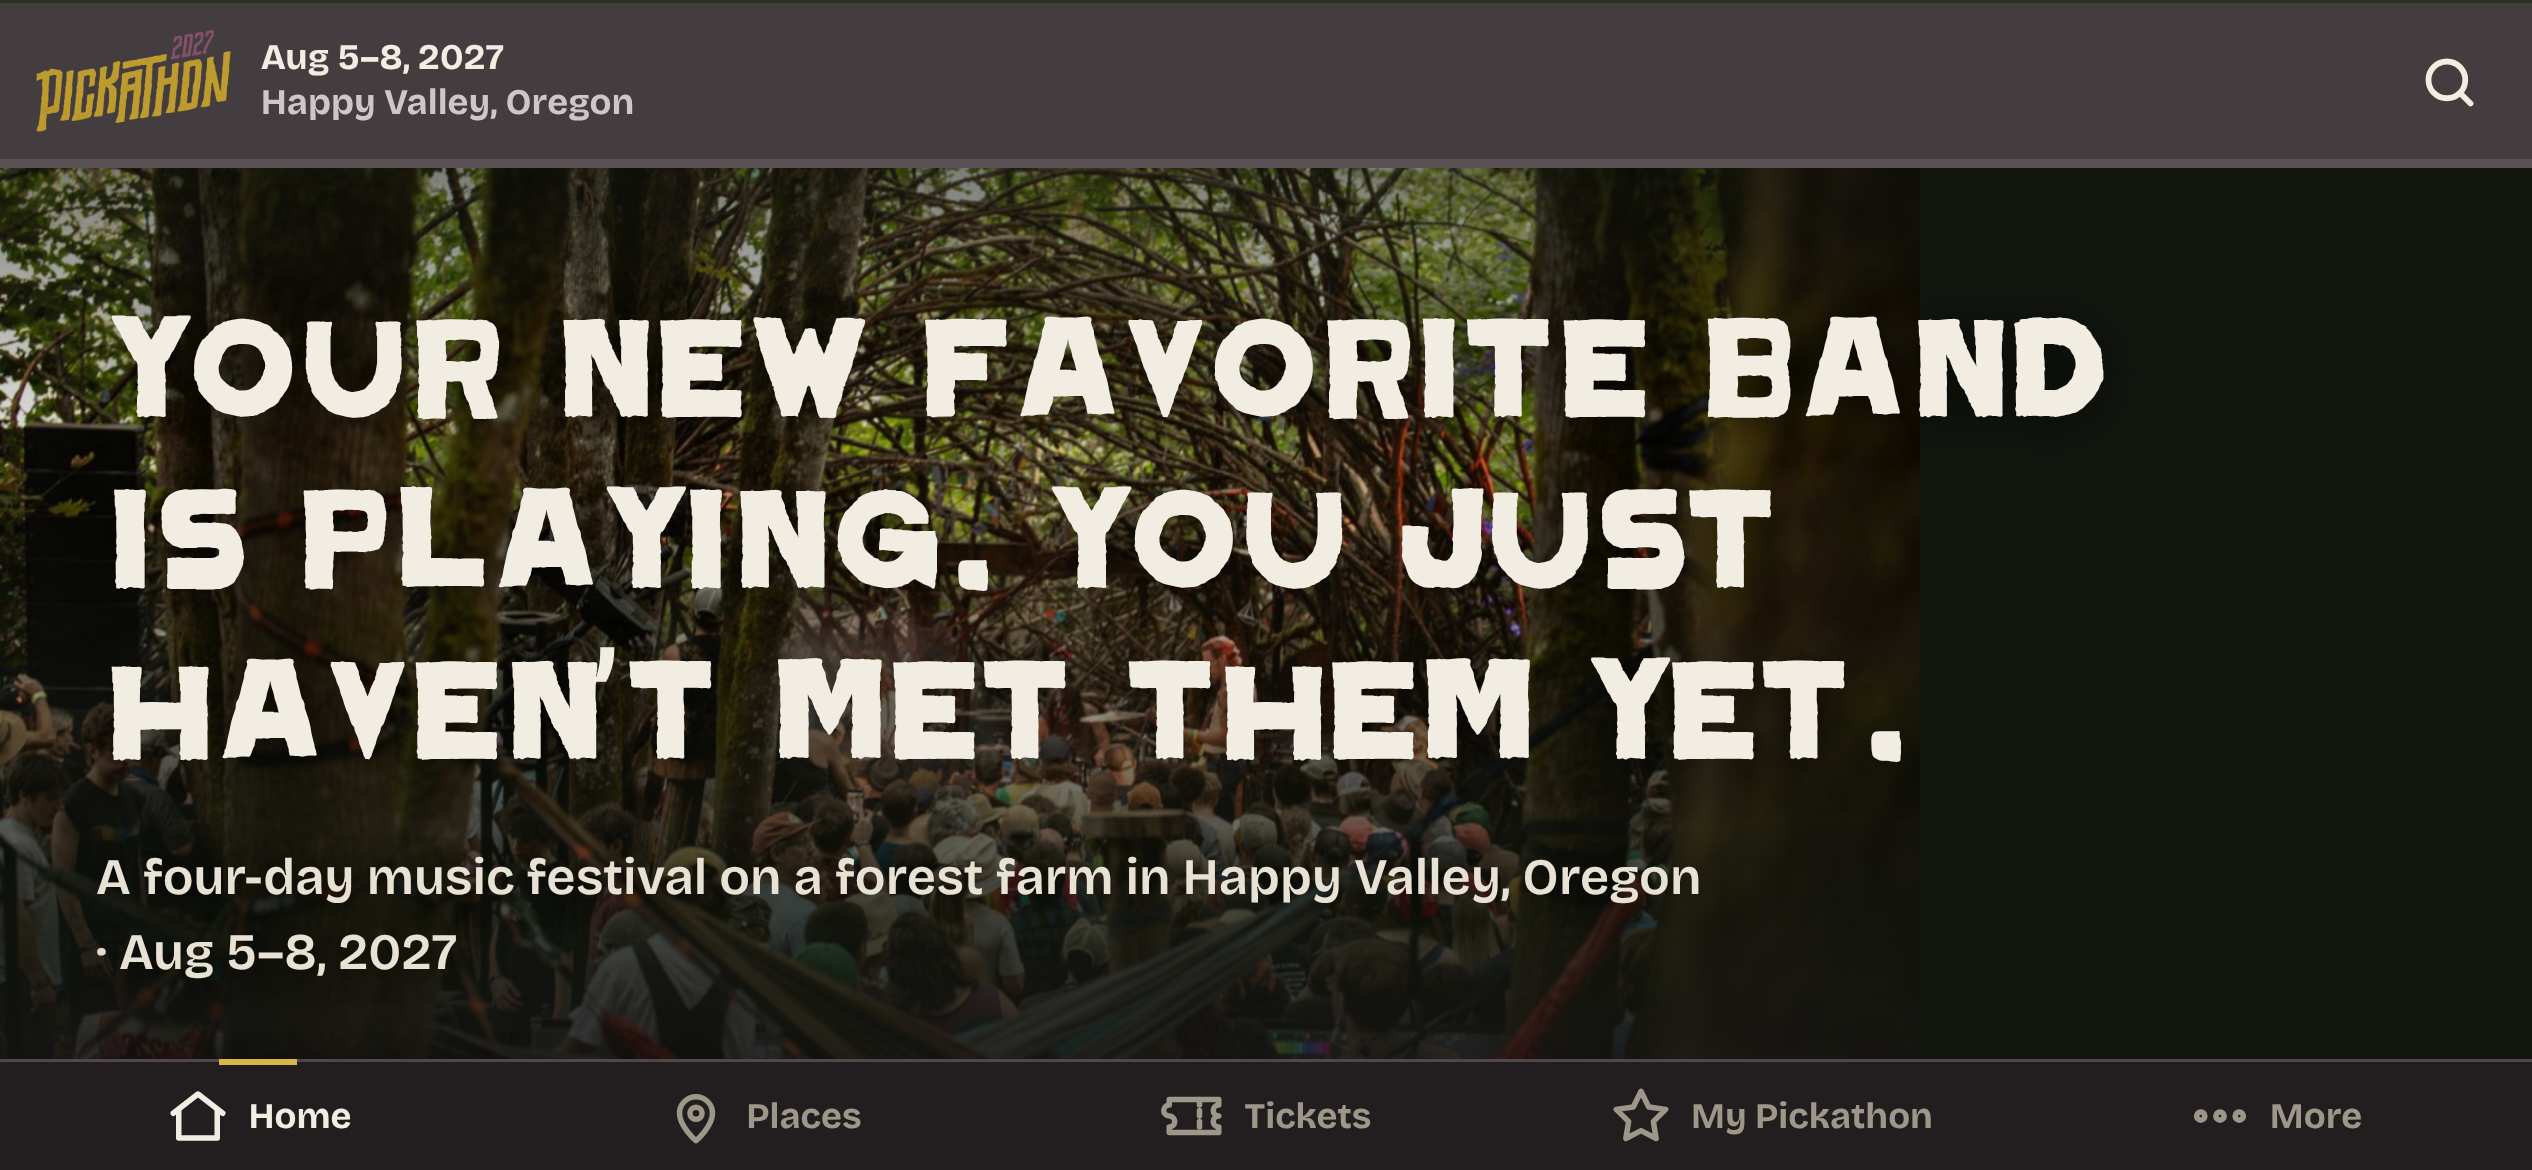 2027
PICKATHON
Aug 5–8, 2027
Happy Valley, Oregon
YOUR NEW FAVORITE BAND
IS PLAYING. YOU JUST
HAVEN'T MET THEM YET.
A four-day music festival on a forest farm in Happy Valley, Oregon
· Aug 5–8, 2027
Home
Places
Tickets
My Pickathon
More